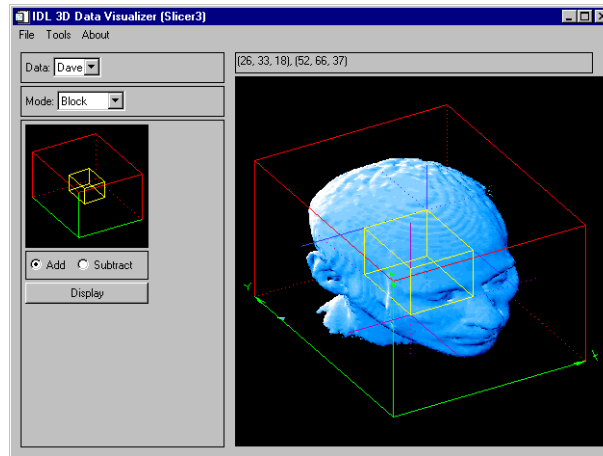 IDL 3D Data Visualizer (Slicer3)
File Tools About
Data: Dave
(26, 33, 18), (52, 66, 37)
Mode: Block
Add Subtract
Display
Y
X